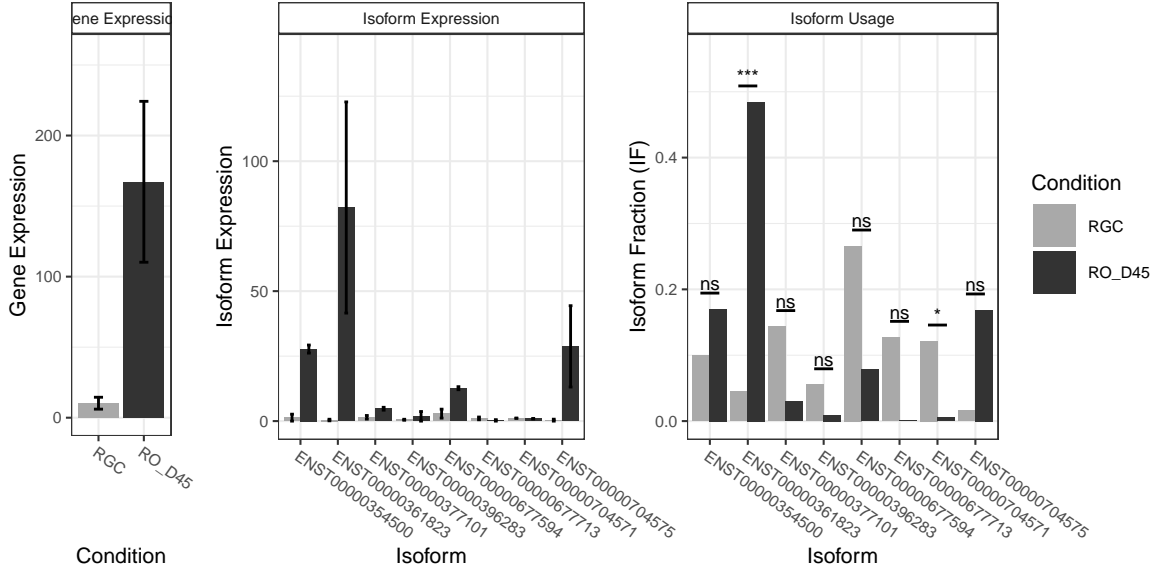 ene Expressio
Gene Expression
200
100
0
RGC
RO_D45
Condition
Isoform Expression
Isoform Expression
100
50
0
ENST00000354500
ENST00000361823
ENST00000377101
ENST00000396283
ENST00000677594
ENST00000677713
ENST00000704571
ENST00000704575
Isoform
Isoform Usage
Isoform Fraction (IF)
0.4
0.2
0.0
ns
***
ns
ns
ns
ns
*
ns
ENST00000354500
ENST00000361823
ENST00000377101
ENST00000396283
ENST00000677594
ENST00000677713
ENST00000704571
ENST00000704575
Isoform
Condition
RGC
RO_D45